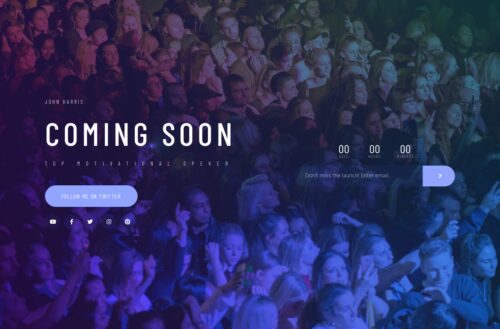 JOHN HARRIS
COMING SOON
TOP MOTIVATIONAL SPEKER
FOLLOW ME ON TWITTER
00 00 00
DAYS HOURS MINUTES
Don't miss the launch! Enter email.